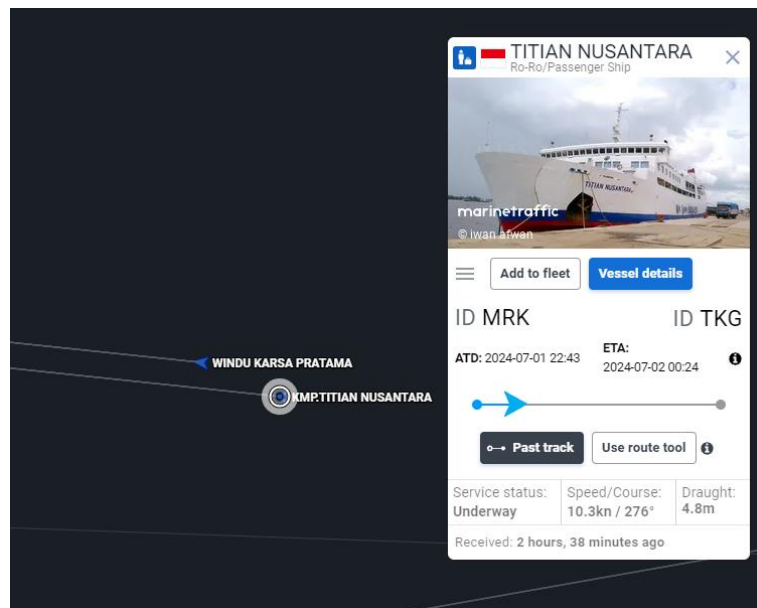 TITIAN NUSANTARA
Ro-Ro/Passenger Ship
TITIAN NUSANTARA
marinetraffic
© iwan afwan
Add to fleet
Vessel details
ID MRK
ID TKG
ATD: 2024-07-01 22:43
ETA:
2024-07-02 00:24
Past track
Use route tool
Service status:
Underway
Speed/Course:
10.3kn / 276°
Draught:
4.8m
Received: 2 hours, 38 minutes ago
WINDU KARSA PRATAMA
KMP.TITIAN NUSANTARA